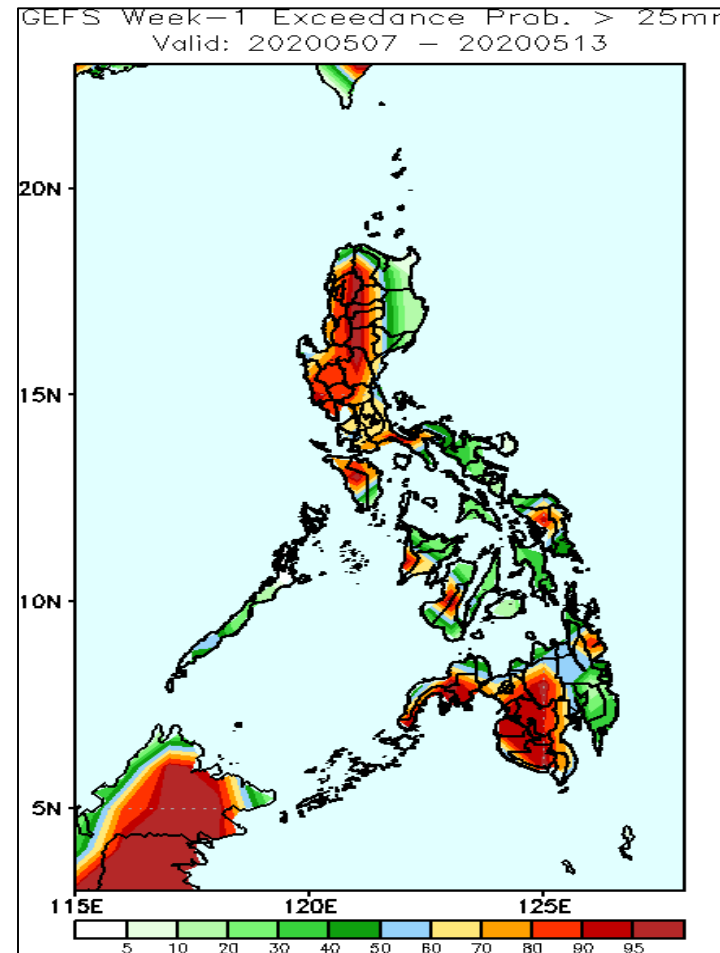 GEFS Week-1 Exceedance Prob. > 25mm
Valid: 20200507 - 20200513
20N
15N
10N
5N
115E 120E 125E
5 10 20 30 40 50 60 70 80 90 95